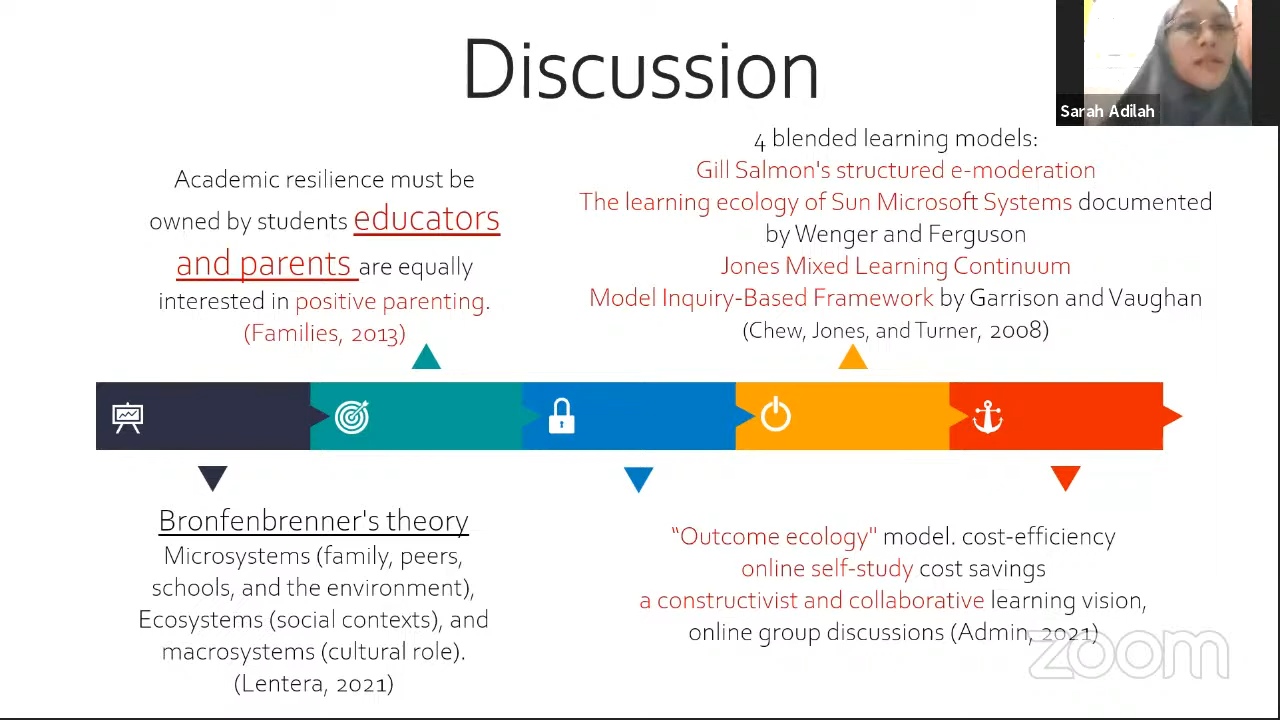 Discussion
Sarah Adilah
Academic resilience must be
owned by students educators
and parents are equally
interested in positive parenting.
(Families, 2013)
4 blended learning models:
Gill Salmon's structured e-moderation
The learning ecology of Sun Microsoft Systems documented
by Wenger and Ferguson
Jones Mixed Learning Continuum
Model Inquiry-Based Framework by Garrison and Vaughan
(Chew, Jones, and Turner, 2008)
Bronfenbrenner's theory
Microsystems (family, peers,
schools, and the environment),
Ecosystems (social contexts), and
macrosystems (cultural role).
(Lentera, 2021)
“Outcome ecology" model. cost-efficiency
online self-study cost savings
a constructivist and collaborative learning vision,
online group discussions (Admin, 2021)
zoom